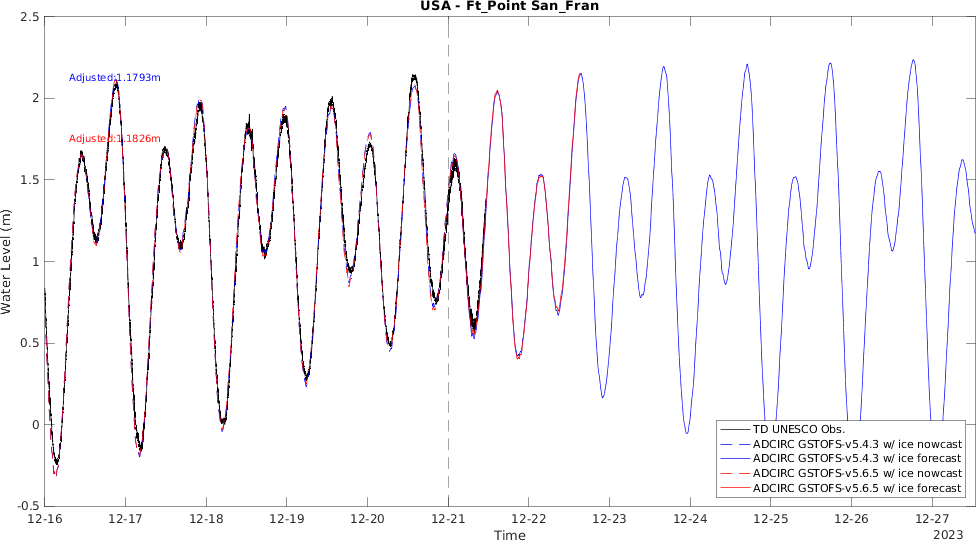 USA - Ft_Point San_Fran
2.5
Adjusted:1.1793m
2
Adjusted:1.1826m
1.5
1
0.5
0
-0.5
Water Level (m)
TD UNESCO Obs.
ADCIRC GSTOFS-v5.4.3 w/ ice nowcast
ADCIRC GSTOFS-v5.4.3 w/ ice forecast
ADCIRC GSTOFS-v5.6.5 w/ ice nowcast
ADCIRC GSTOFS-v5.6.5 w/ ice forecast
12-16 12-17 12-18 12-19 12-20 12-21 12-22 12-23 12-24 12-25 12-26 12-27
Time
2023